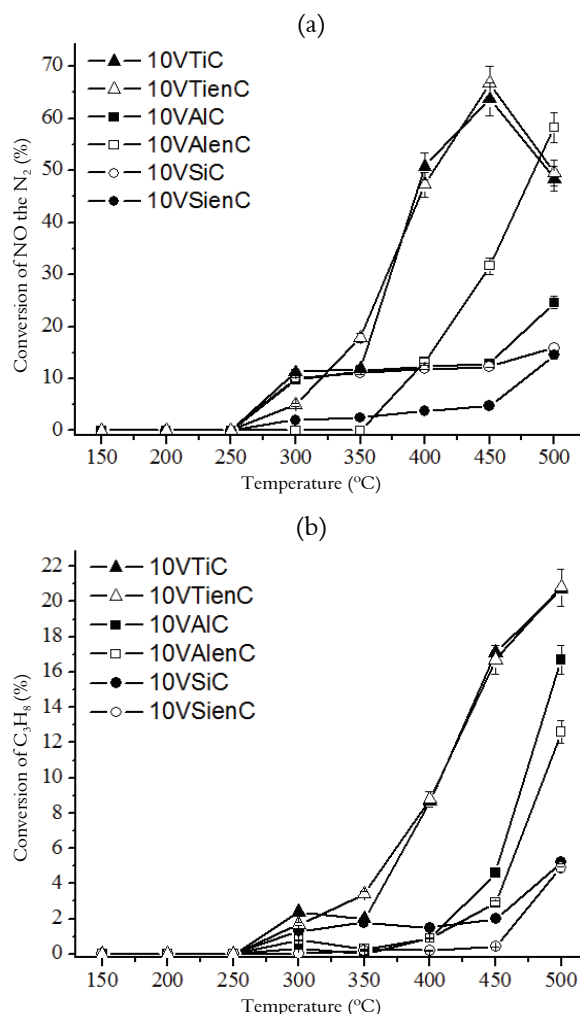 (a)
10VTiC
10VTienC
10VAlC
10VAlenC
10VSiC
10VSienC
Conversion of NO the N₂ (%)
70
60
50
40
30
20
10
0
150 200 250 300 350 400 450 500
Temperature (°C)
(b)
10VTiC
10VTienC
10VAlC
10VAlenC
10VSiC
10VSienC
Conversion of C₃H₈ (%)
22
20
18
16
14
12
10
8
6
4
2
0
150 200 250 300 350 400 450 500
Temperature (°C)